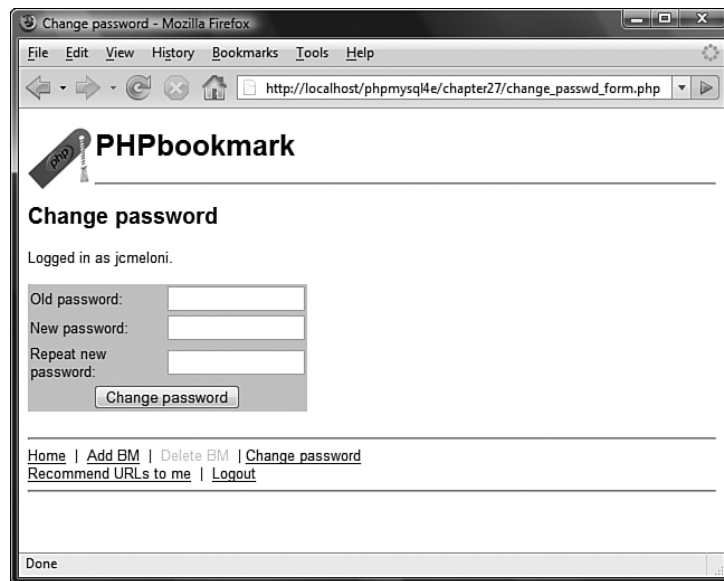 Change password - Mozilla Firefox
File Edit View History Bookmarks Tools Help
http://localhost/phpmysql4e/chapter27/change_passwd_form.php
php
PHPbookmark
Change password
Logged in as jcmeloni.
Old password:
New password:
Repeat new
password:
Change password
Home | Add BM | Delete BM | Change password
Recommend URLs to me | Logout
Done